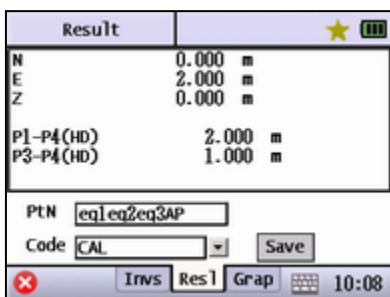 Result
N 0.000 m
E 2.000 m
Z 0.000 m
P1-P4(HD) 2.000 m
P3-P4(HD) 1.000 m
PtN eq1eq2eq3AP
Code CAL Save
Invs Resl Grap 10:08